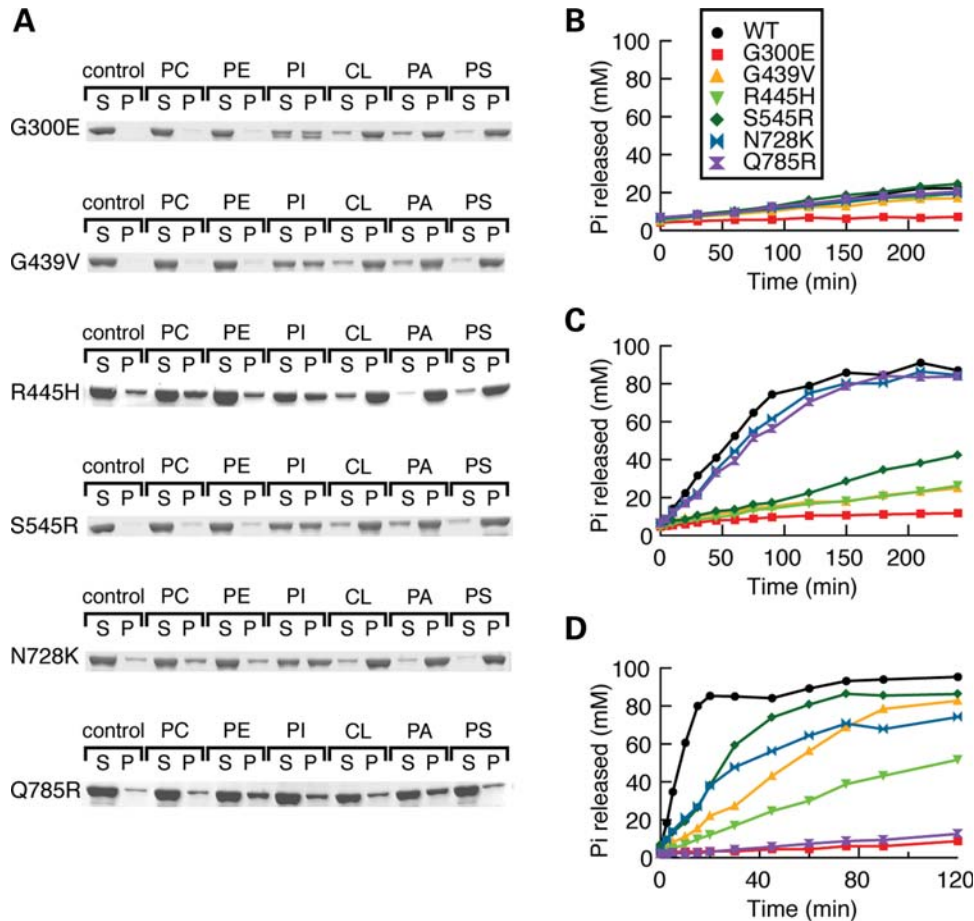 A
control PC PE PI CL PA PS
S P S P S P S P S P S P S P
G300E
control PC PE PI CL PA PS
S P S P S P S P S P S P S P
G439V
control PC PE PI CL PA PS
S P S P S P S P S P S P S P
R445H
control PC PE PI CL PA PS
S P S P S P S P S P S P S P
S545R
control PC PE PI CL PA PS
S P S P S P S P S P S P S P
N728K
control PC PE PI CL PA PS
S P S P S P S P S P S P S P
Q785R
B
WT
G300E
G439V
R445H
S545R
N728K
Q785R
Pi released (mM)
100
80
60
40
20
0
0 50 100 150 200
Time (min)
C
Pi released (mM)
100
80
60
40
20
0
0 50 100 150 200
Time (min)
D
Pi released (mM)
100
80
60
40
20
0
0 40 80 120
Time (min)